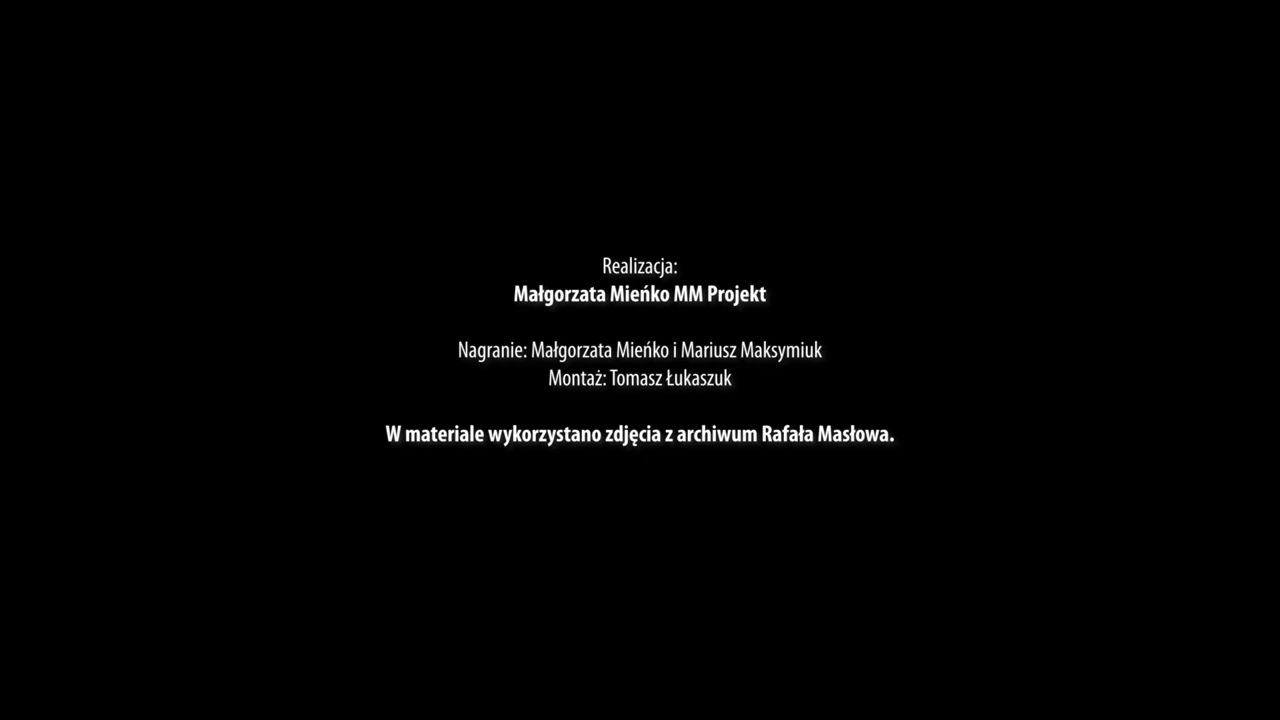 Realizacja:
Małgorzata Mieńko MM Projekt
Nagranie: Małgorzata Mieńko i Mariusz Maksymiuk
Montaż: Tomasz Łukaszuk
W materiale wykorzystano zdjęcia z archiwum Rafała Masłowa.